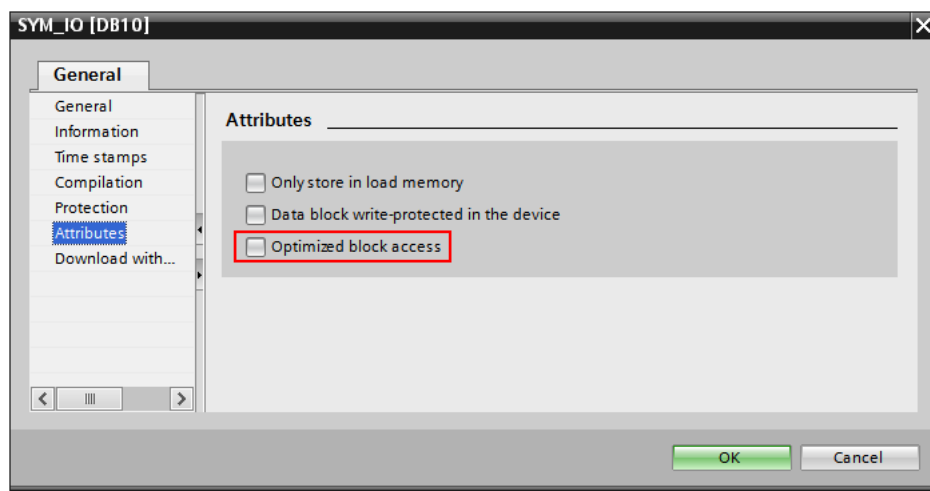 SYM_IO [DB10]
General
General
Information
Time stamps
Compilation
Protection
Attributes
Download with...
Attributes
Only store in load memory
Data block write-protected in the device
Optimized block access
OK
Cancel